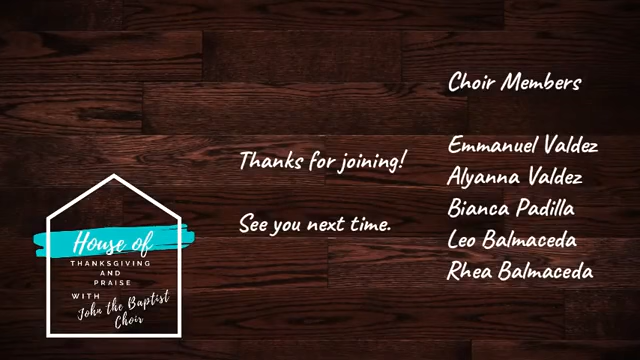 Choir Members
Emmanuel Valdez
Alyanna Valdez
Bianca Padilla
Leo Balmaceda
Rhea Balmaceda
Thanks for joining!
See you next time.
House of
THANKSGIVING
AND
PRAISE
WITH
John the Baptist
Choir